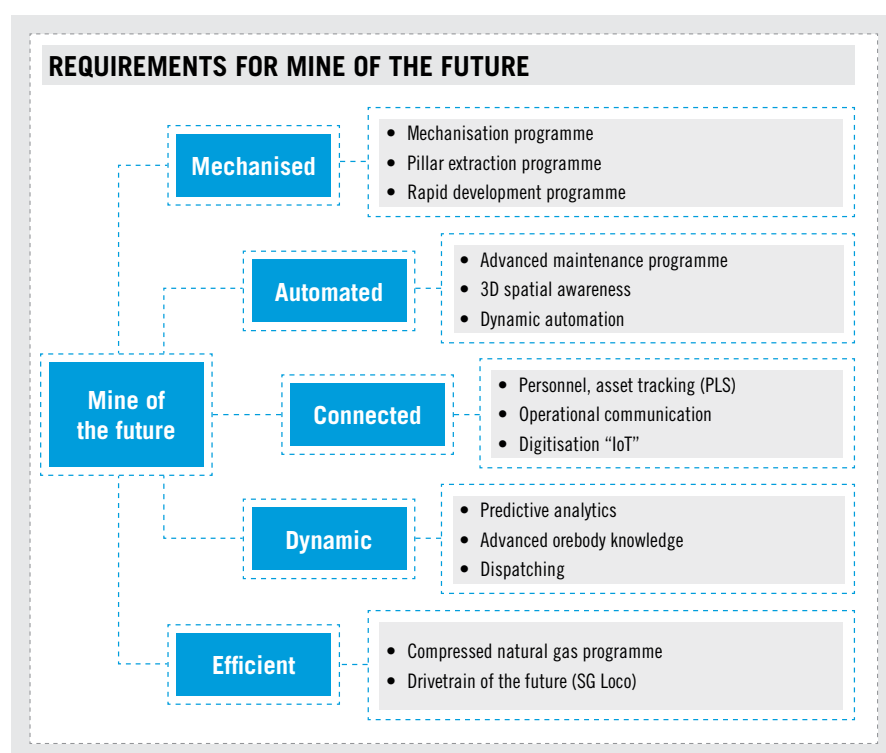 REQUIREMENTS FOR MINE OF THE FUTURE
Mechanised
• Mechanisation programme
• Pillar extraction programme
• Rapid development programme
Automated
• Advanced maintenance programme
• 3D spatial awareness
• Dynamic automation
Mine of
the future
Connected
• Personnel, asset tracking (PLS)
• Operational communication
• Digitisation “IoT”
Dynamic
• Predictive analytics
• Advanced orebody knowledge
• Dispatching
Efficient
• Compressed natural gas programme
• Drivetrain of the future (SG Loco)